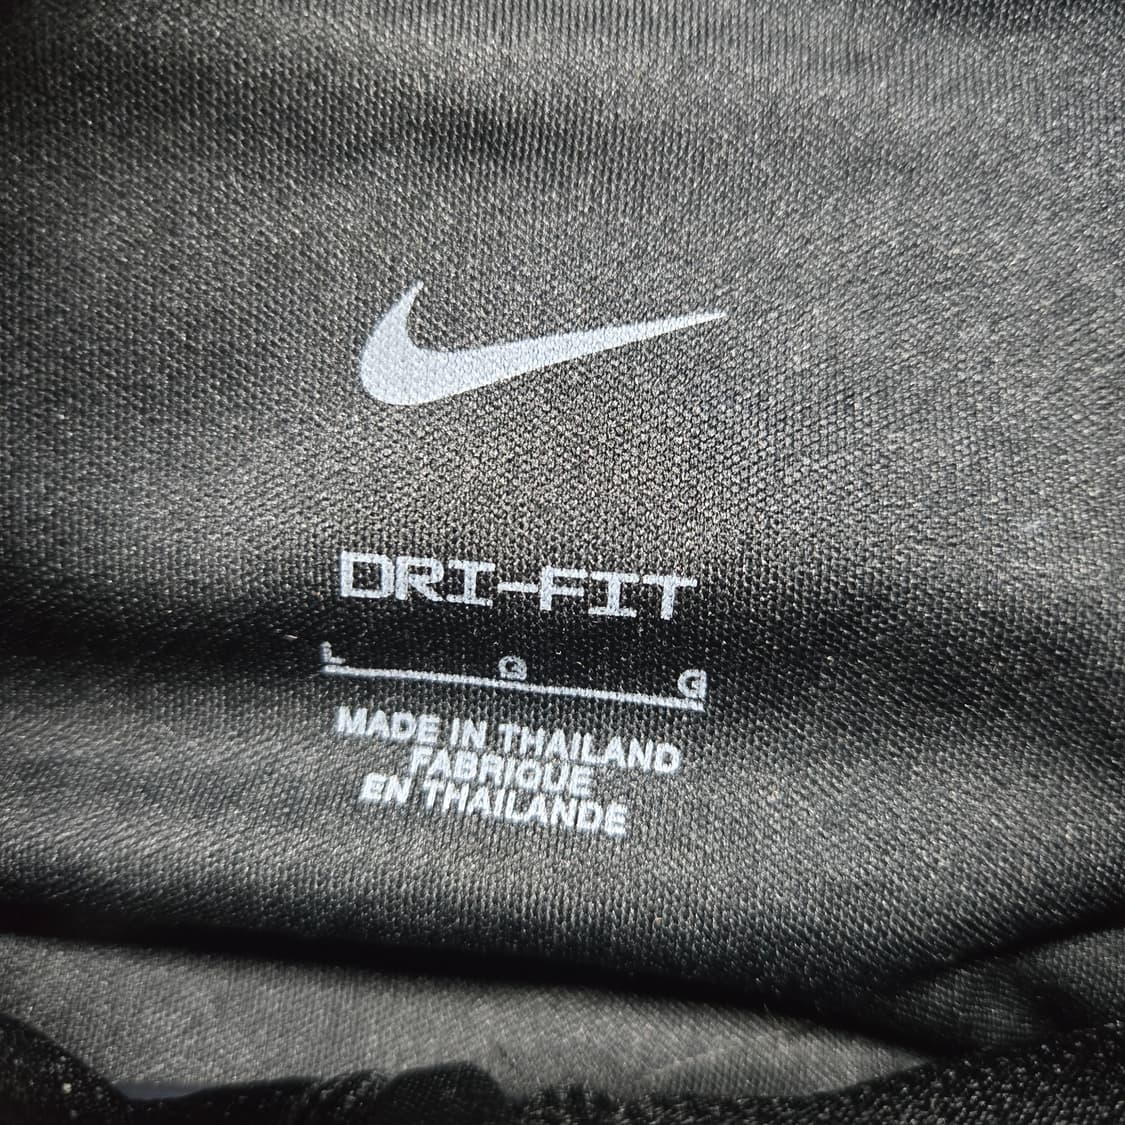 DRI-FIT
L G G
MADE IN THAILAND
FABRIQUE
EN THAILANDE